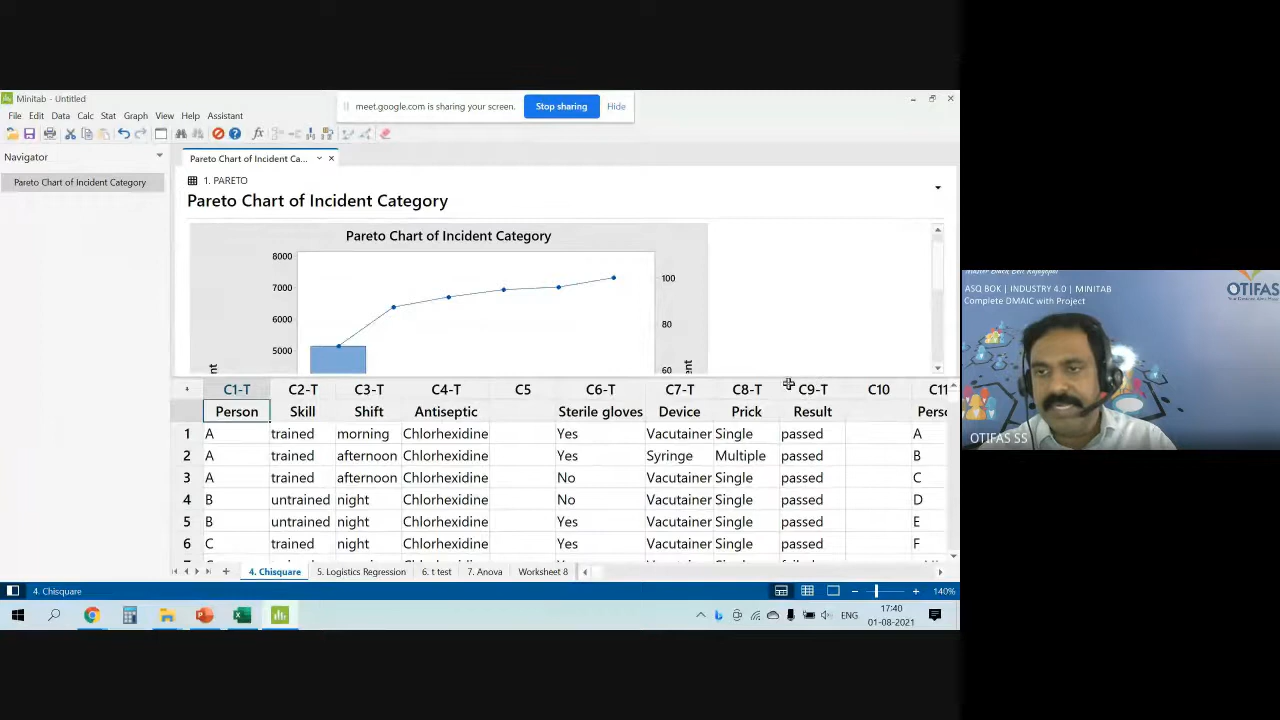 Minitab - Untitled
meet.google.com is sharing your screen. Stop sharing Hide
File Edit Data Calc Stat Graph View Help Assistant
Navigator
Pareto Chart of Incident Ca...
Pareto Chart of Incident Category
1. PARETO
Pareto Chart of Incident Category
Pareto Chart of Incident Category
8000
7000
6000
5000
100
80
60
C1-T C2-T C3-T C4-T C5 C6-T C7-T C8-T C9-T C10 C11
Person Skill Shift Antiseptic Sterile gloves Device Prick Result Perso
1 A trained morning Chlorhexidine Yes Vacutainer Single passed A
2 A trained afternoon Chlorhexidine Yes Syringe Multiple passed B
3 A trained afternoon Chlorhexidine No Vacutainer Single passed C
4 B untrained night Chlorhexidine No Vacutainer Single passed D
5 B untrained night Chlorhexidine Yes Vacutainer Single passed E
6 C trained night Chlorhexidine Yes Vacutainer Single passed F
4. Chisquare 5. Logistics Regression 6. t test 7. Anova Worksheet 8
4. Chisquare
140%
ENG
17:40
01-08-2021
ASQ BOK | INDUSTRY 4.0 | MINITAB
Complete DMAIC with Project
OTIFAS
OTIFAS SS